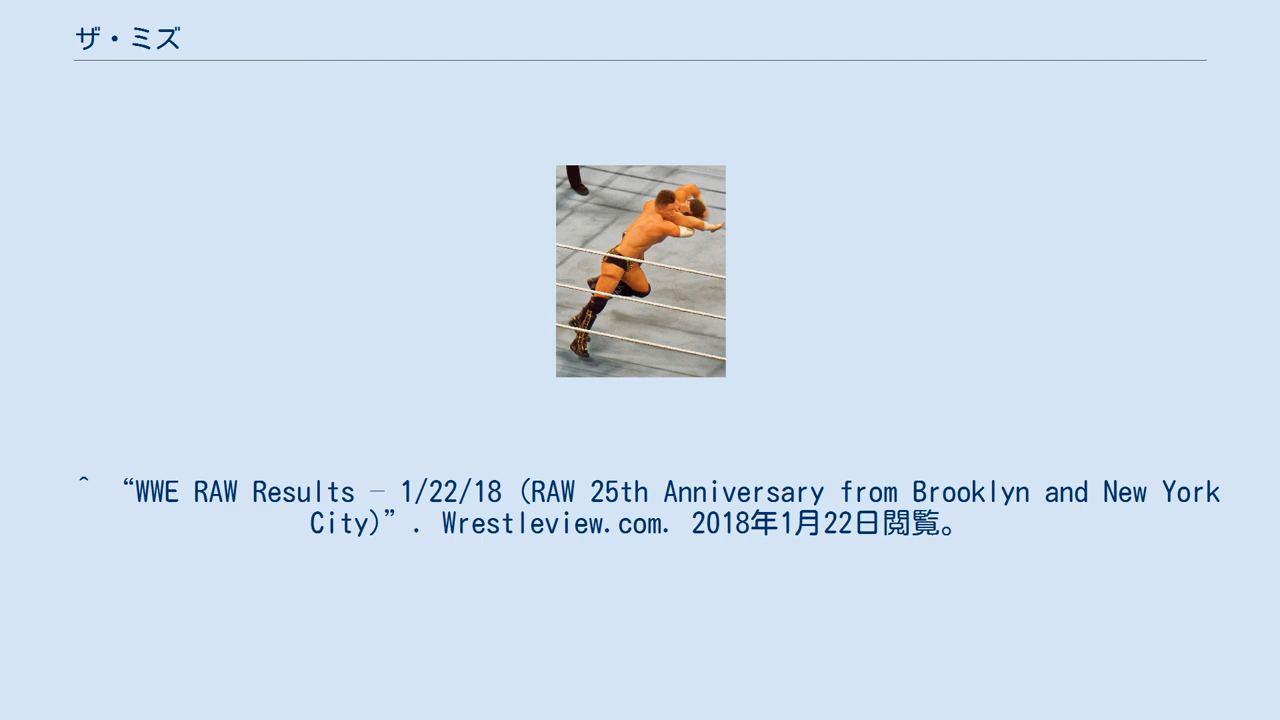 ザ・ミズ
^ “WWE RAW Results – 1/22/18 (RAW 25th Anniversary from Brooklyn and New York
City)”. Wrestleview.com. 2018年1月22日閲覧。